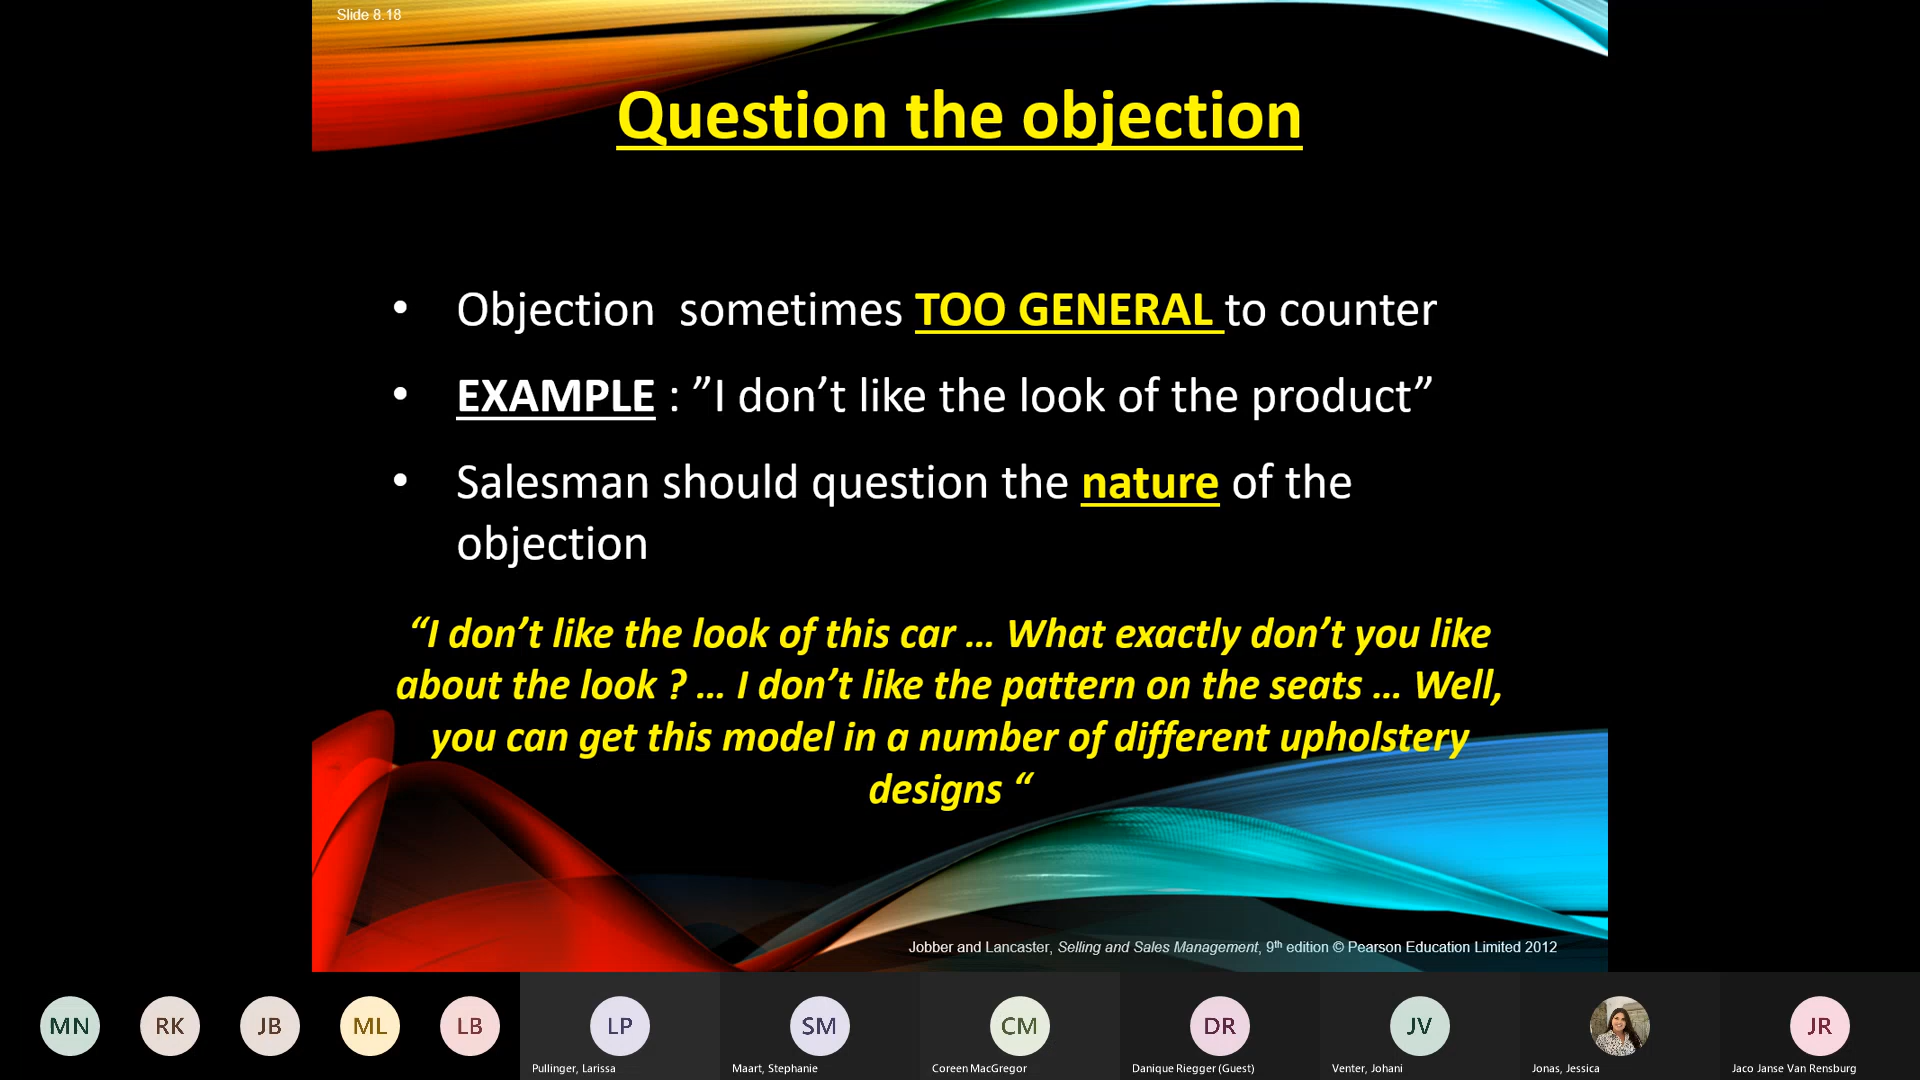 Slide 8.18
Question the objection
• Objection  sometimes TOO GENERAL to counter
• EXAMPLE : ”I don’t like the look of the product”
• Salesman should question the nature of the
objection
“I don’t like the look of this car … What exactly don’t you like
about the look ? … I don’t like the pattern on the seats … Well,
you can get this model in a number of different upholstery
designs “
Jobber and Lancaster, Selling and Sales Management, 9th edition © Pearson Education Limited 2012
MN RK JB ML LB LP SM CM DR JV JR
Pullinger, Larissa Maart, Stephanie Coreen MacGregor Danique Riegger (Guest) Venter, Johani Jonas, Jessica Jaco Janse Van Rensburg